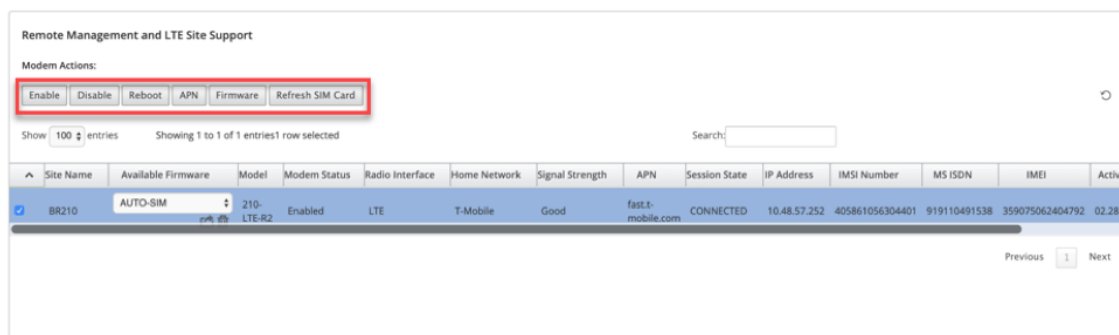 Remote Management and LTE Site Support
Modem Actions:
Enable Disable Reboot APN Firmware Refresh SIM Card
Show 100 entries Showing 1 to 1 of 1 entries1 row selected Search:
Site Name Available Firmware Model Modem Status Radio Interface Home Network Signal Strength APN Session State IP Address IMSI Number MS ISDN IMEI Activ
BR210 AUTO-SIM 210-LTE-R2 Enabled LTE T-Mobile Good fast.t-mobile.com CONNECTED 10.48.57.252 405861056304401 919110491538 359075062404792 02.28
Previous 1 Next